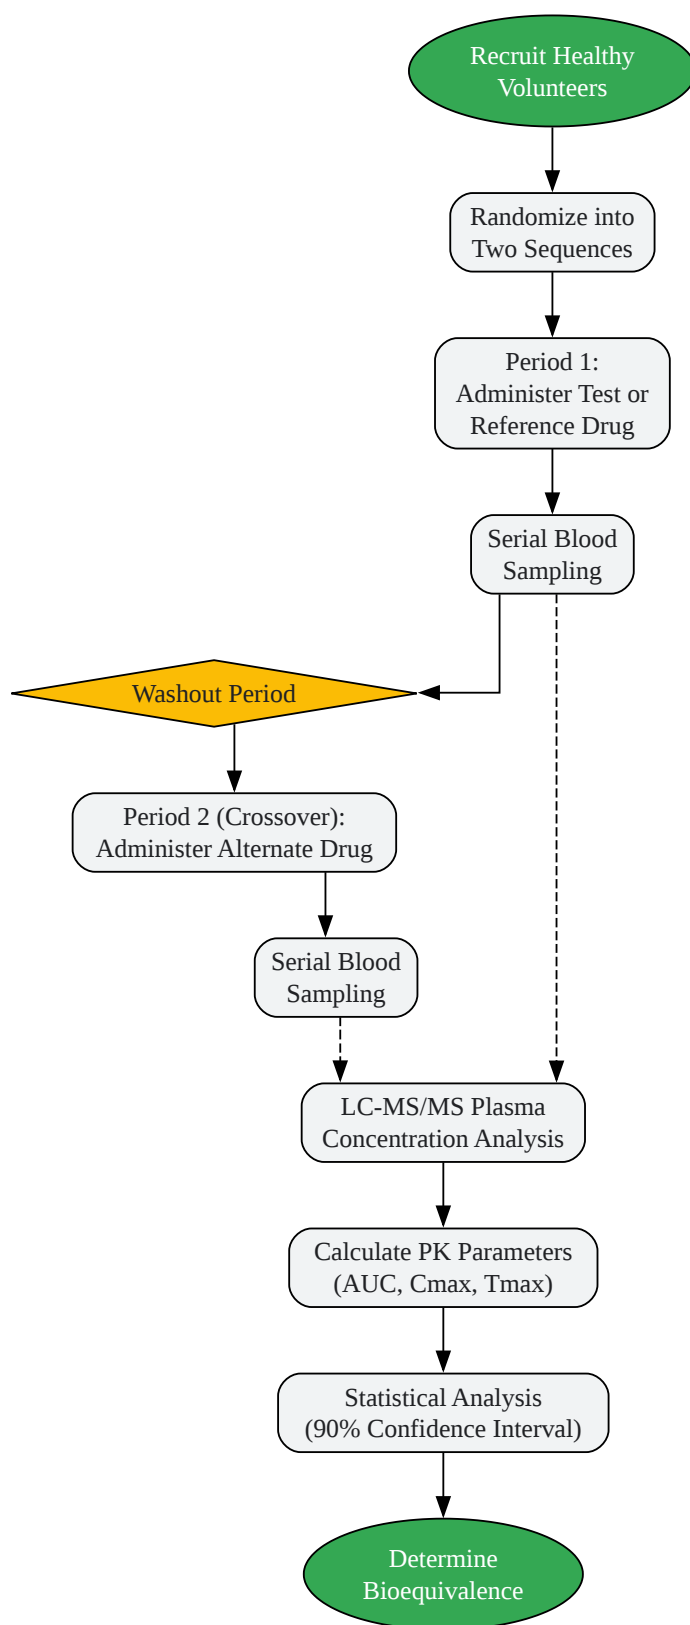 Recruit Healthy
Volunteers
Randomize into
Two Sequences
Period 1:
Administer Test or
Reference Drug
Serial Blood
Sampling
Washout Period
Period 2 (Crossover):
Administer Alternate Drug
Serial Blood
Sampling
LC-MS/MS Plasma
Concentration Analysis
Calculate PK Parameters
(AUC, Cmax, Tmax)
Statistical Analysis
(90% Confidence Interval)
Determine
Bioequivalence